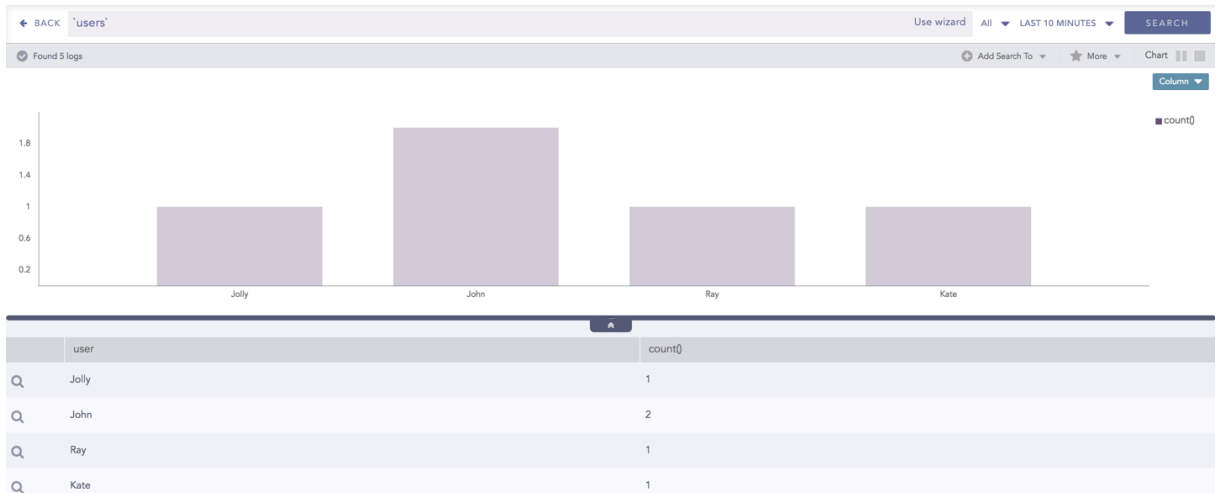 BACK `users` Use wizard All LAST 10 MINUTES SEARCH
Found 5 logs Add Search To More Chart
Column
count()
1.8
1.4
1
0.6
0.2
Jolly John Ray Kate
user count()
Jolly 1
John 2
Ray 1
Kate 1